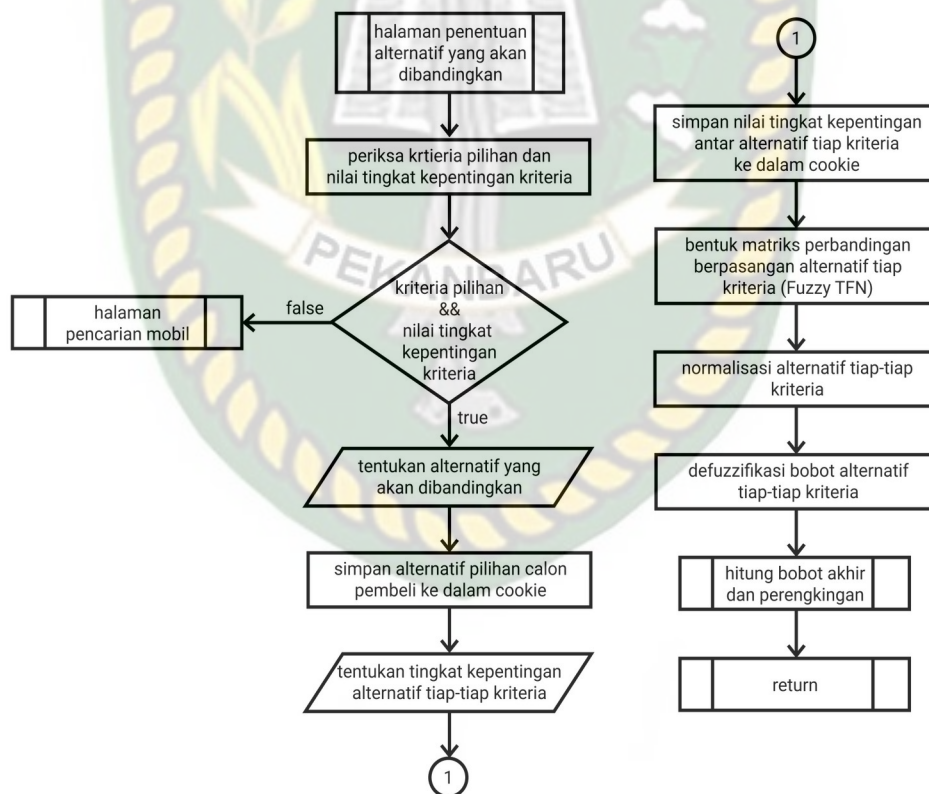 halaman penentuan
alternatif yang akan
dibandingkan
periksa krtieria pilihan dan
nilai tingkat kepentingan kriteria
PEKANBARU
kriteria pilihan
&&
nilai tingkat
kepentingan
kriteria
false
halaman
pencarian mobil
true
tentukan alternatif yang
akan dibandingkan
simpan alternatif pilihan calon
pembeli ke dalam cookie
tentukan tingkat kepentingan
alternatif tiap-tiap kriteria
1
1
simpan nilai tingkat kepentingan
antar alternatif tiap kriteria
ke dalam cookie
bentuk matriks perbandingan
berpasangan alternatif tiap
kriteria (Fuzzy TFN)
normalisasi alternatif tiap-tiap
kriteria
defuzzifikasi bobot alternatif
tiap-tiap kriteria
hitung bobot akhir
dan perengkingan
return